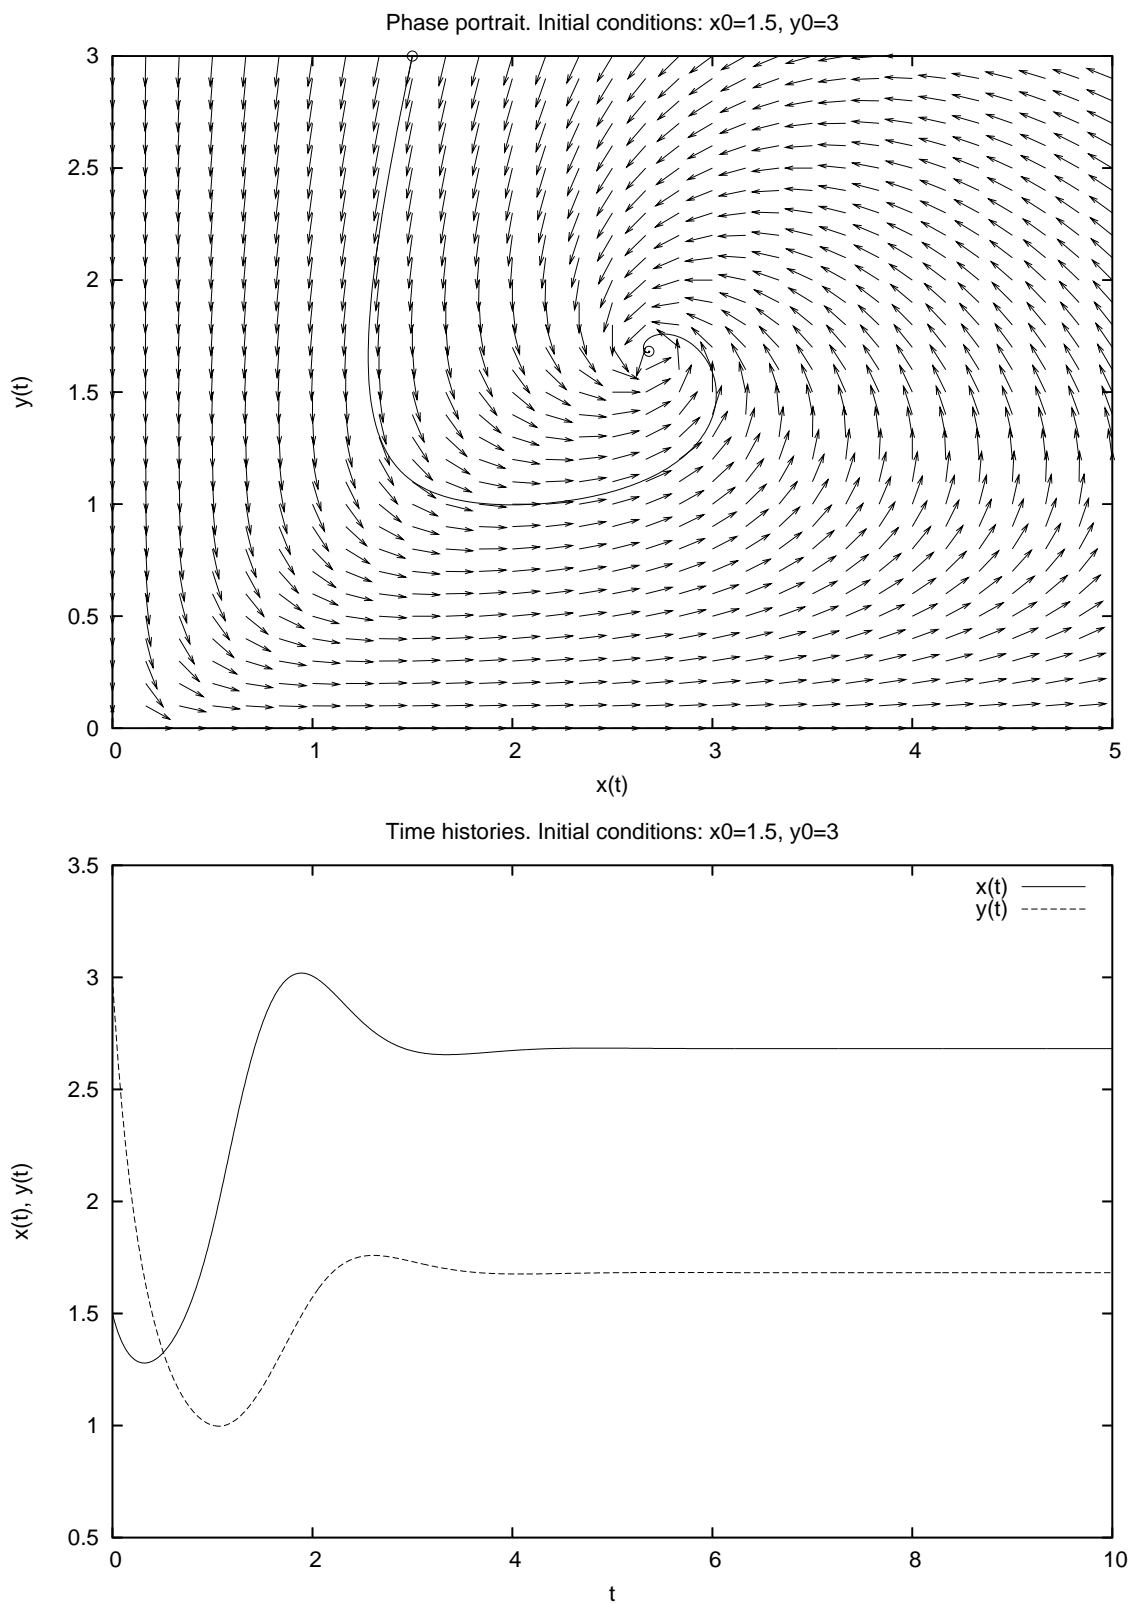 Phase portrait. Initial conditions: x0=1.5, y0=3
3
2.5
2
1.5
1
0.5
0
y(t)
0 1 2 3 4 5
x(t)
Time histories. Initial conditions: x0=1.5, y0=3
3.5
3
2.5
2
1.5
1
0.5
x(t), y(t)
x(t)
y(t)
0 2 4 6 8 10
t